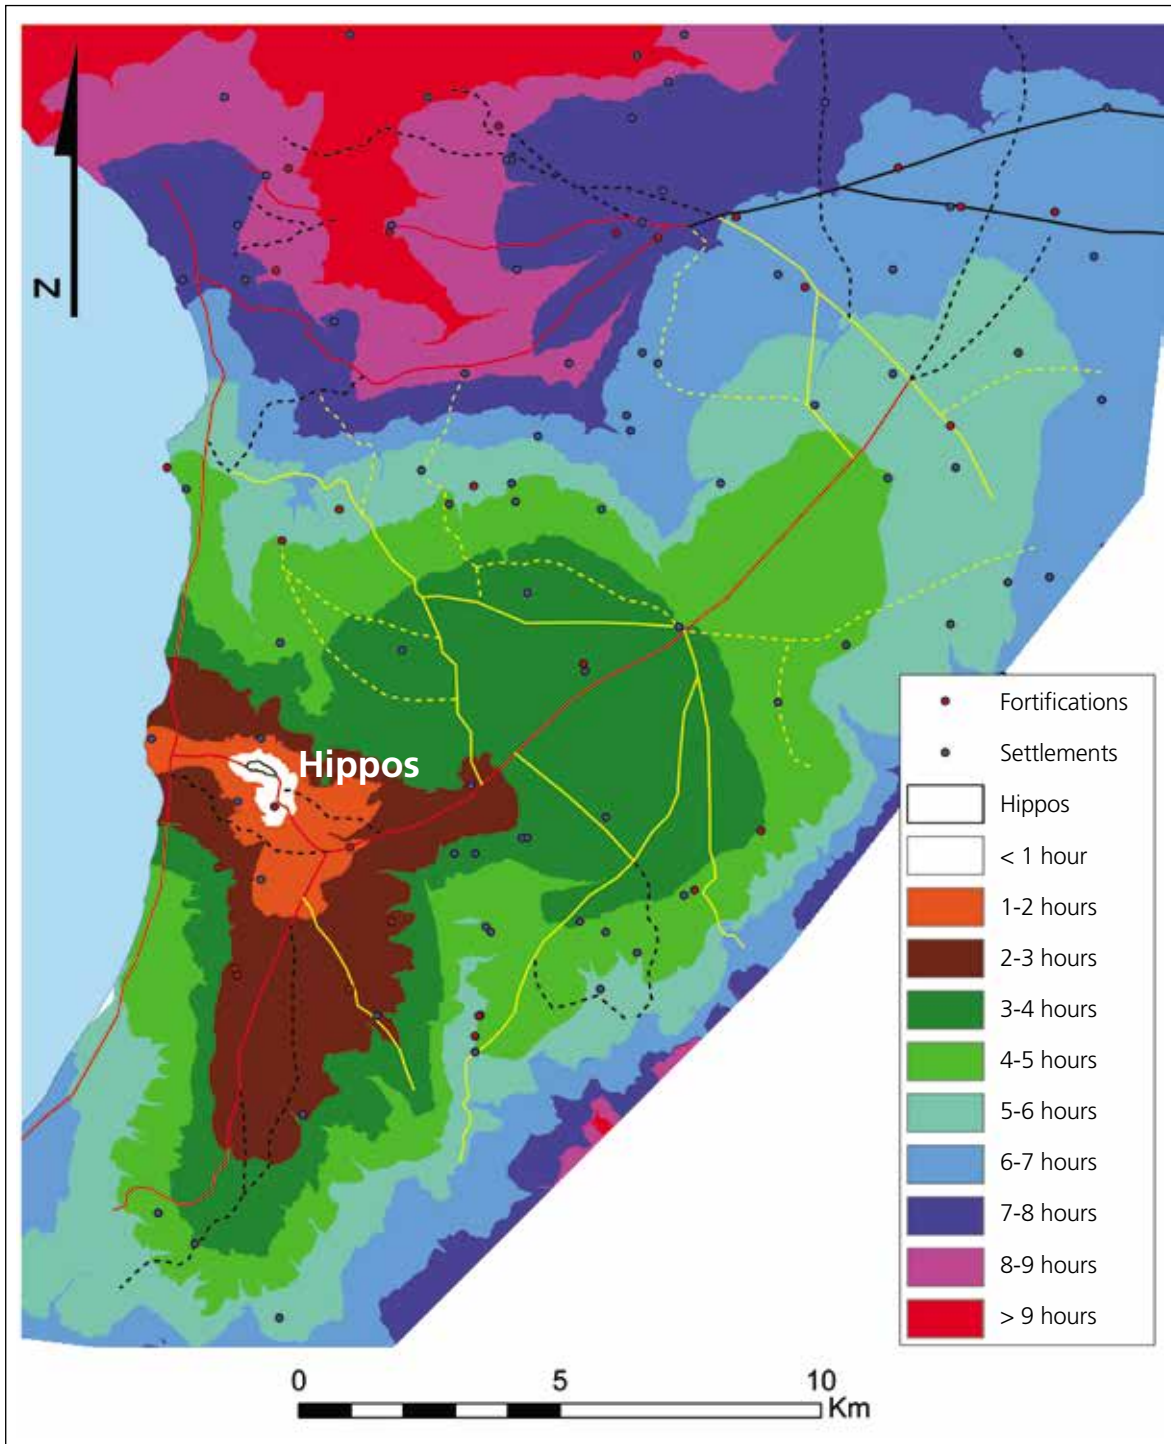 N
Hippos
Fortifications
Settlements
Hippos
< 1 hour
1-2 hours
2-3 hours
3-4 hours
4-5 hours
5-6 hours
6-7 hours
7-8 hours
8-9 hours
> 9 hours
0 5 10
Km